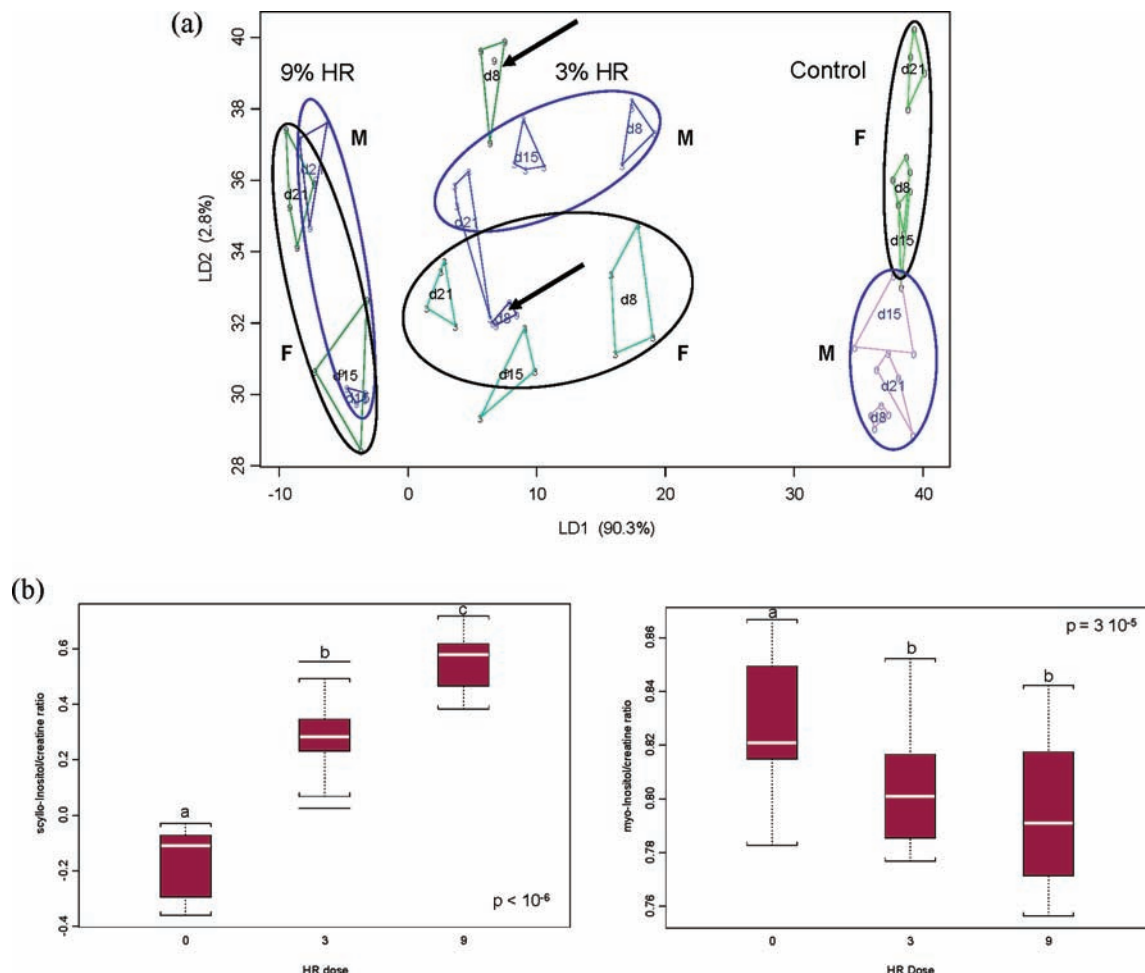 (a)
40
38
36
34
32
30
28
LD2 (2.8%)
-10 0 10 20 30 40
LD1 (90.3%)
9% HR
3% HR
Control
9
d8
M
d21
d2
F
d15
d15
M
d15
d8
d21
d8
d21
d8
d15
F
d21
F
d8
d15
M
d15
d21
d8
(b)
0.6
0.4
0.2
0.0
-0.2
-0.4
scyllo-Inositol/creatine ratio
a
b
c
p < 10-6
0 3 9
HR dose
0.86
0.84
0.82
0.80
0.78
0.76
myo-Inositol/creatine ratio
a
b
b
p = 3 10-5
0 3 9
HR Dose